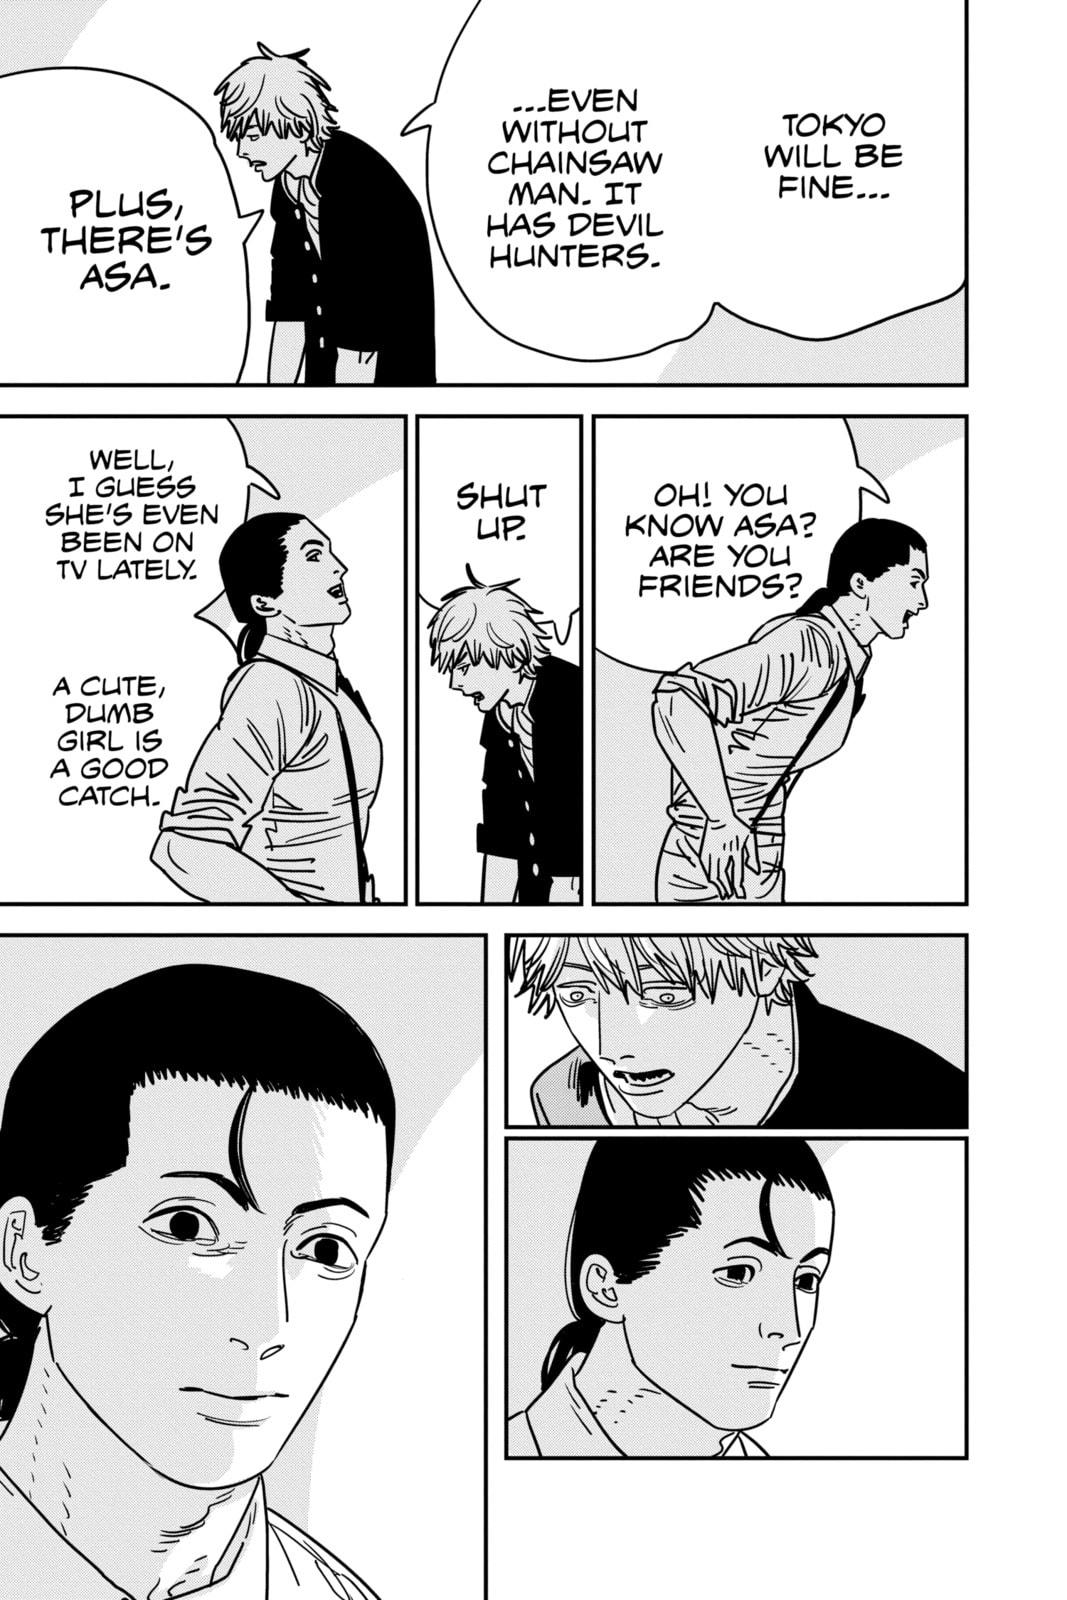 TOKYO
WILL BE
FINE...
...EVEN
WITHOUT
CHAINSAW
MAN. IT
HAS DEVIL
HUNTERS.
PLUS,
THERE'S
ASA.
OH! YOU
KNOW ASA?
ARE YOU
FRIENDS?
SHUT
UP.
WELL,
I GUESS
SHE'S EVEN
BEEN ON
TV LATELY.
A CUTE,
DUMB
GIRL IS
A GOOD
CATCH.